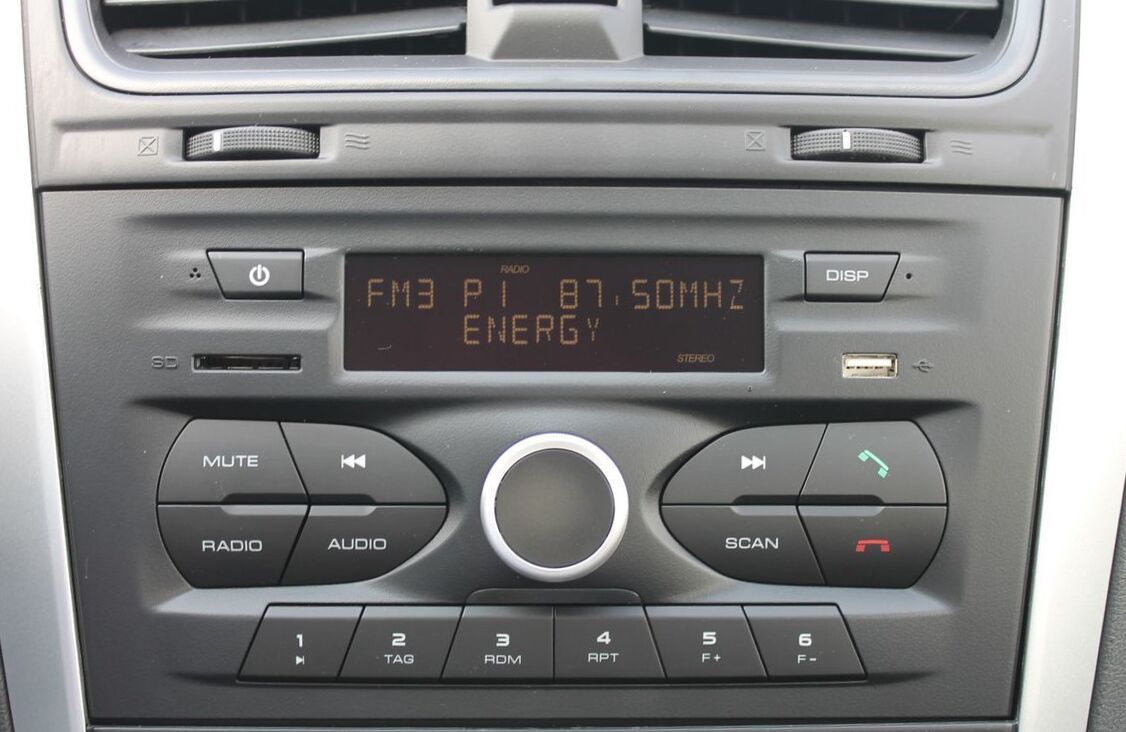 DISP
RADIO
FM3 P1 87.50MHZ
ENERGY
STEREO
SD
MUTE
RADIO
AUDIO
SCAN
1
2
TAG
3
RDM
4
RPT
5
F+
6
F-